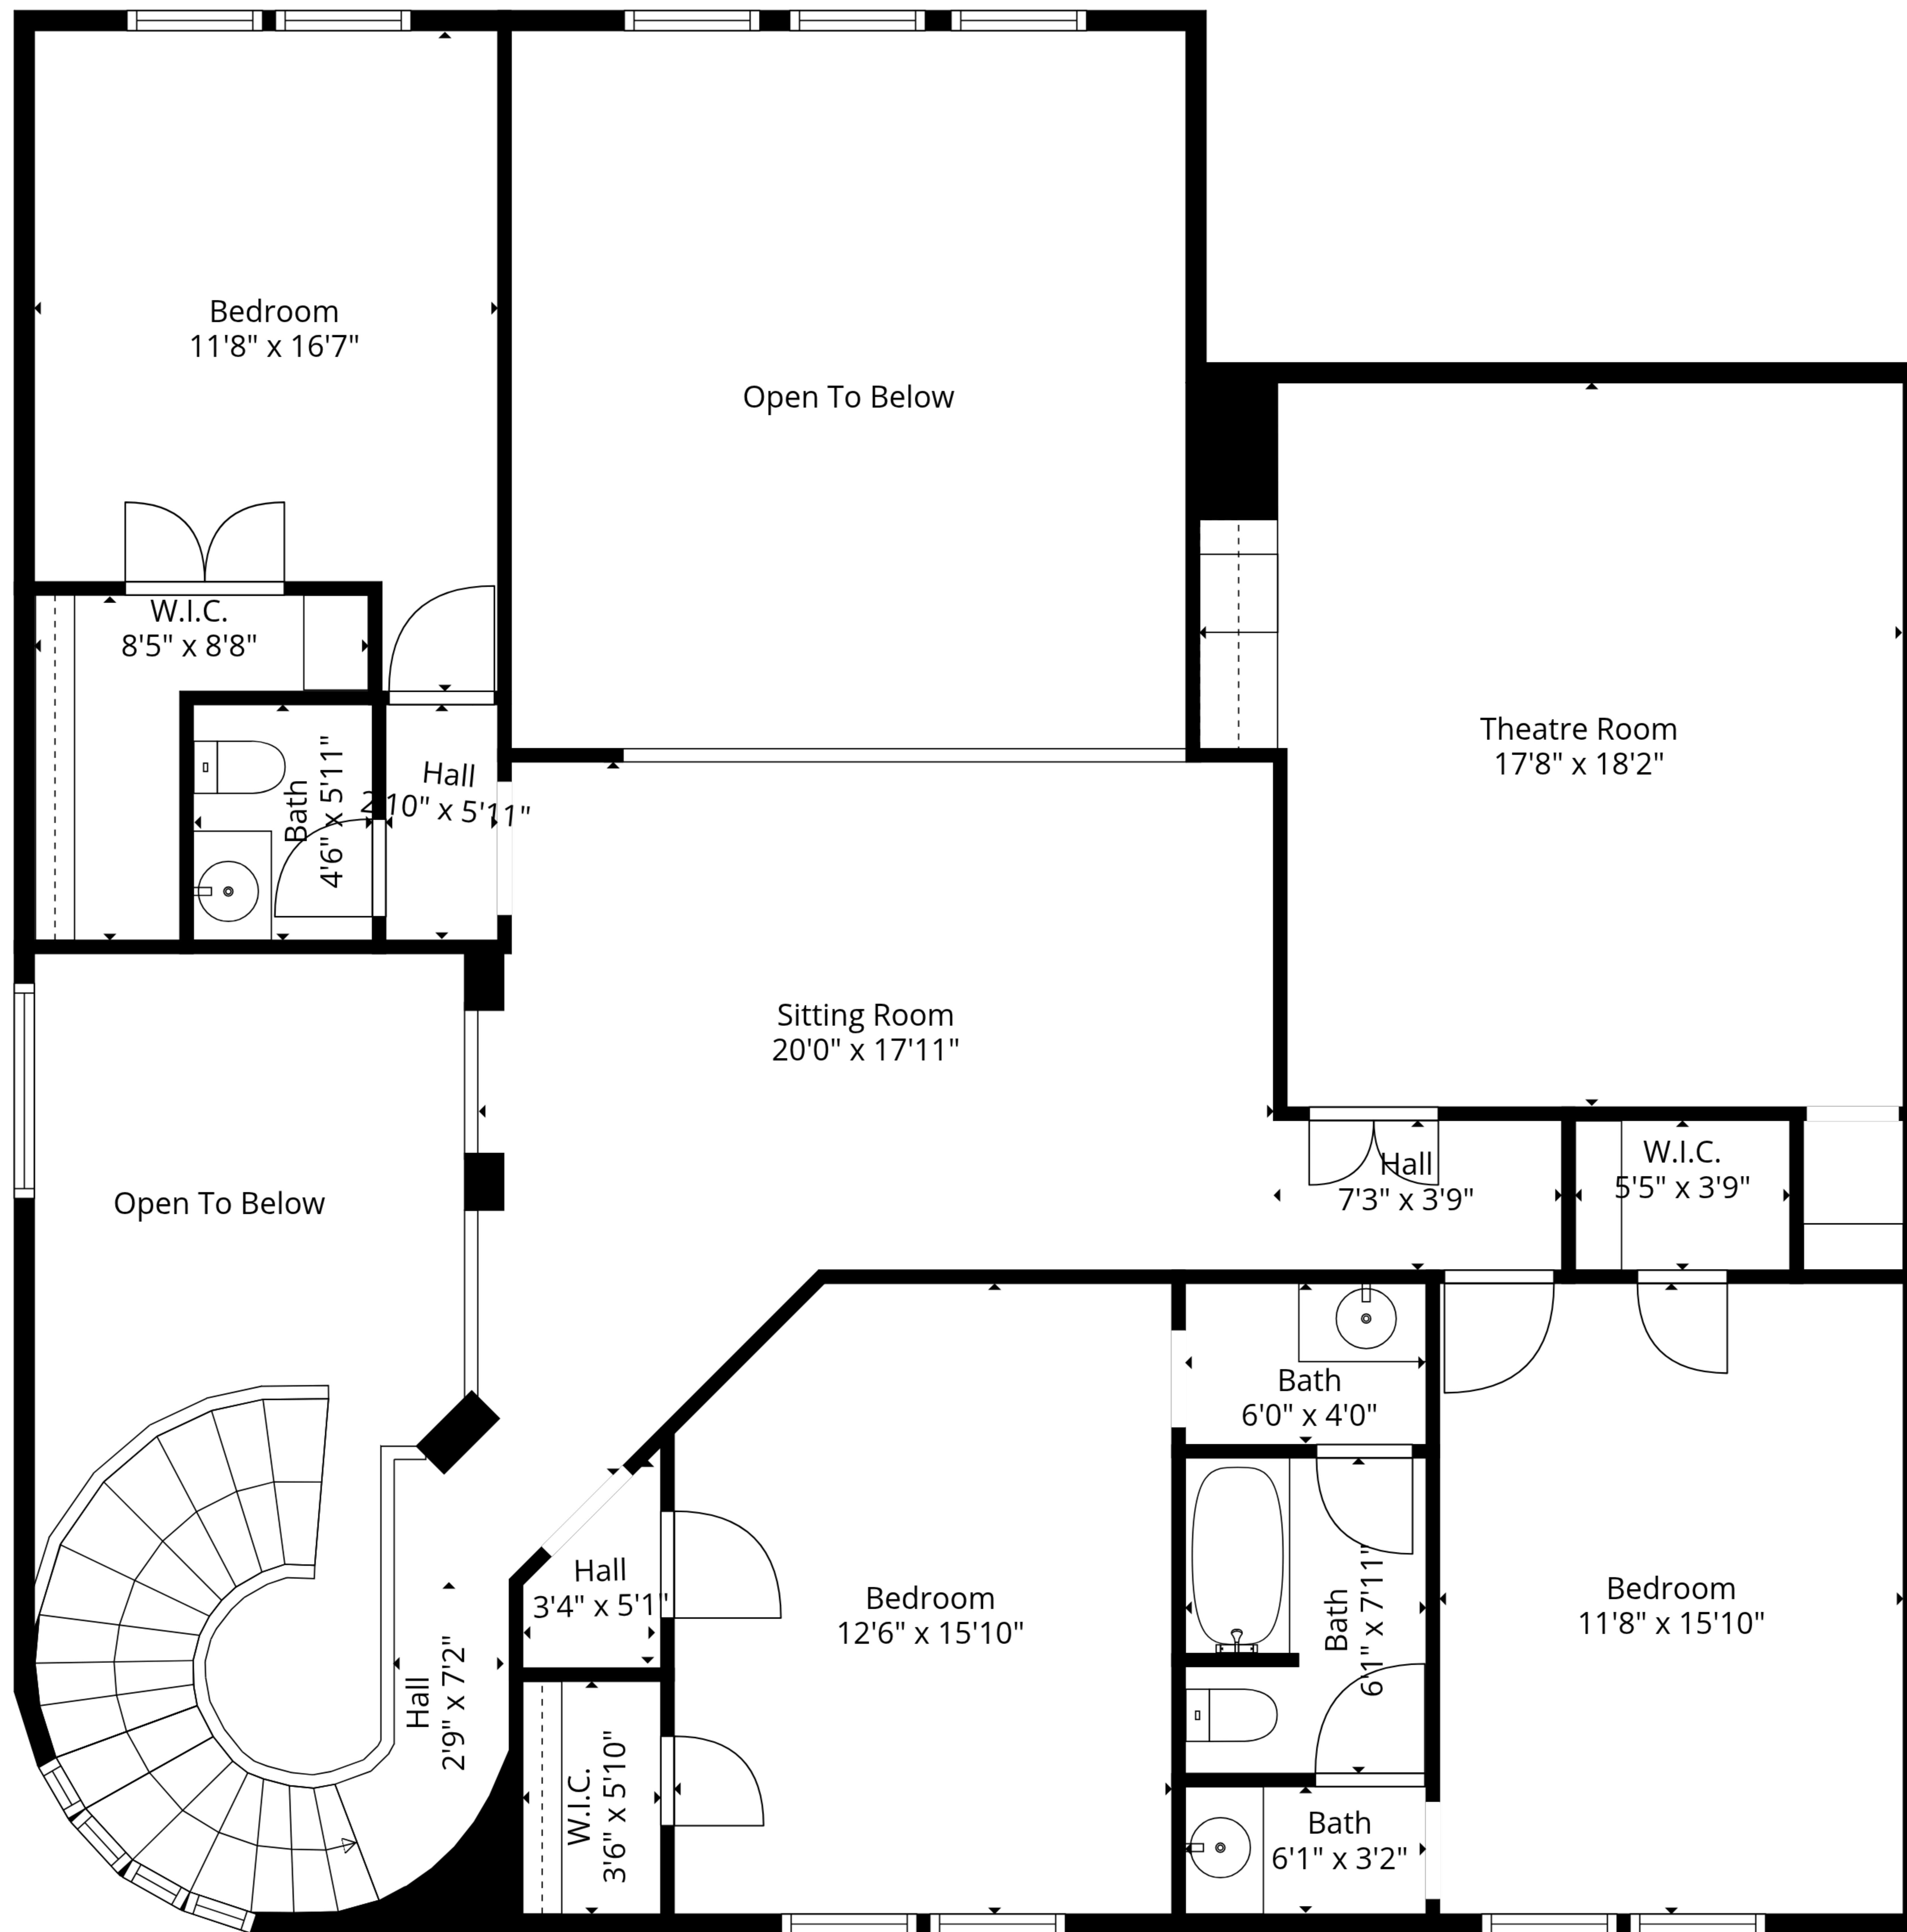 Bedroom
11'8" x 16'7"
Open To Below
W.I.C.
8'5" x 8'8"
Bath
4'6" x 5'11"
Hall
2'10" x 5'11"
Theatre Room
17'8" x 18'2"
Sitting Room
20'0" x 17'11"
Open To Below
Hall
7'3" x 3'9"
W.I.C.
5'5" x 3'9"
Bath
6'0" x 4'0"
Hall
3'4" x 5'1"
Bedroom
12'6" x 15'10"
Bath
6'1" x 7'11"
Bedroom
11'8" x 15'10"
Hall
2'9" x 7'2"
W.I.C.
3'6" x 5'10"
Bath
6'1" x 3'2"